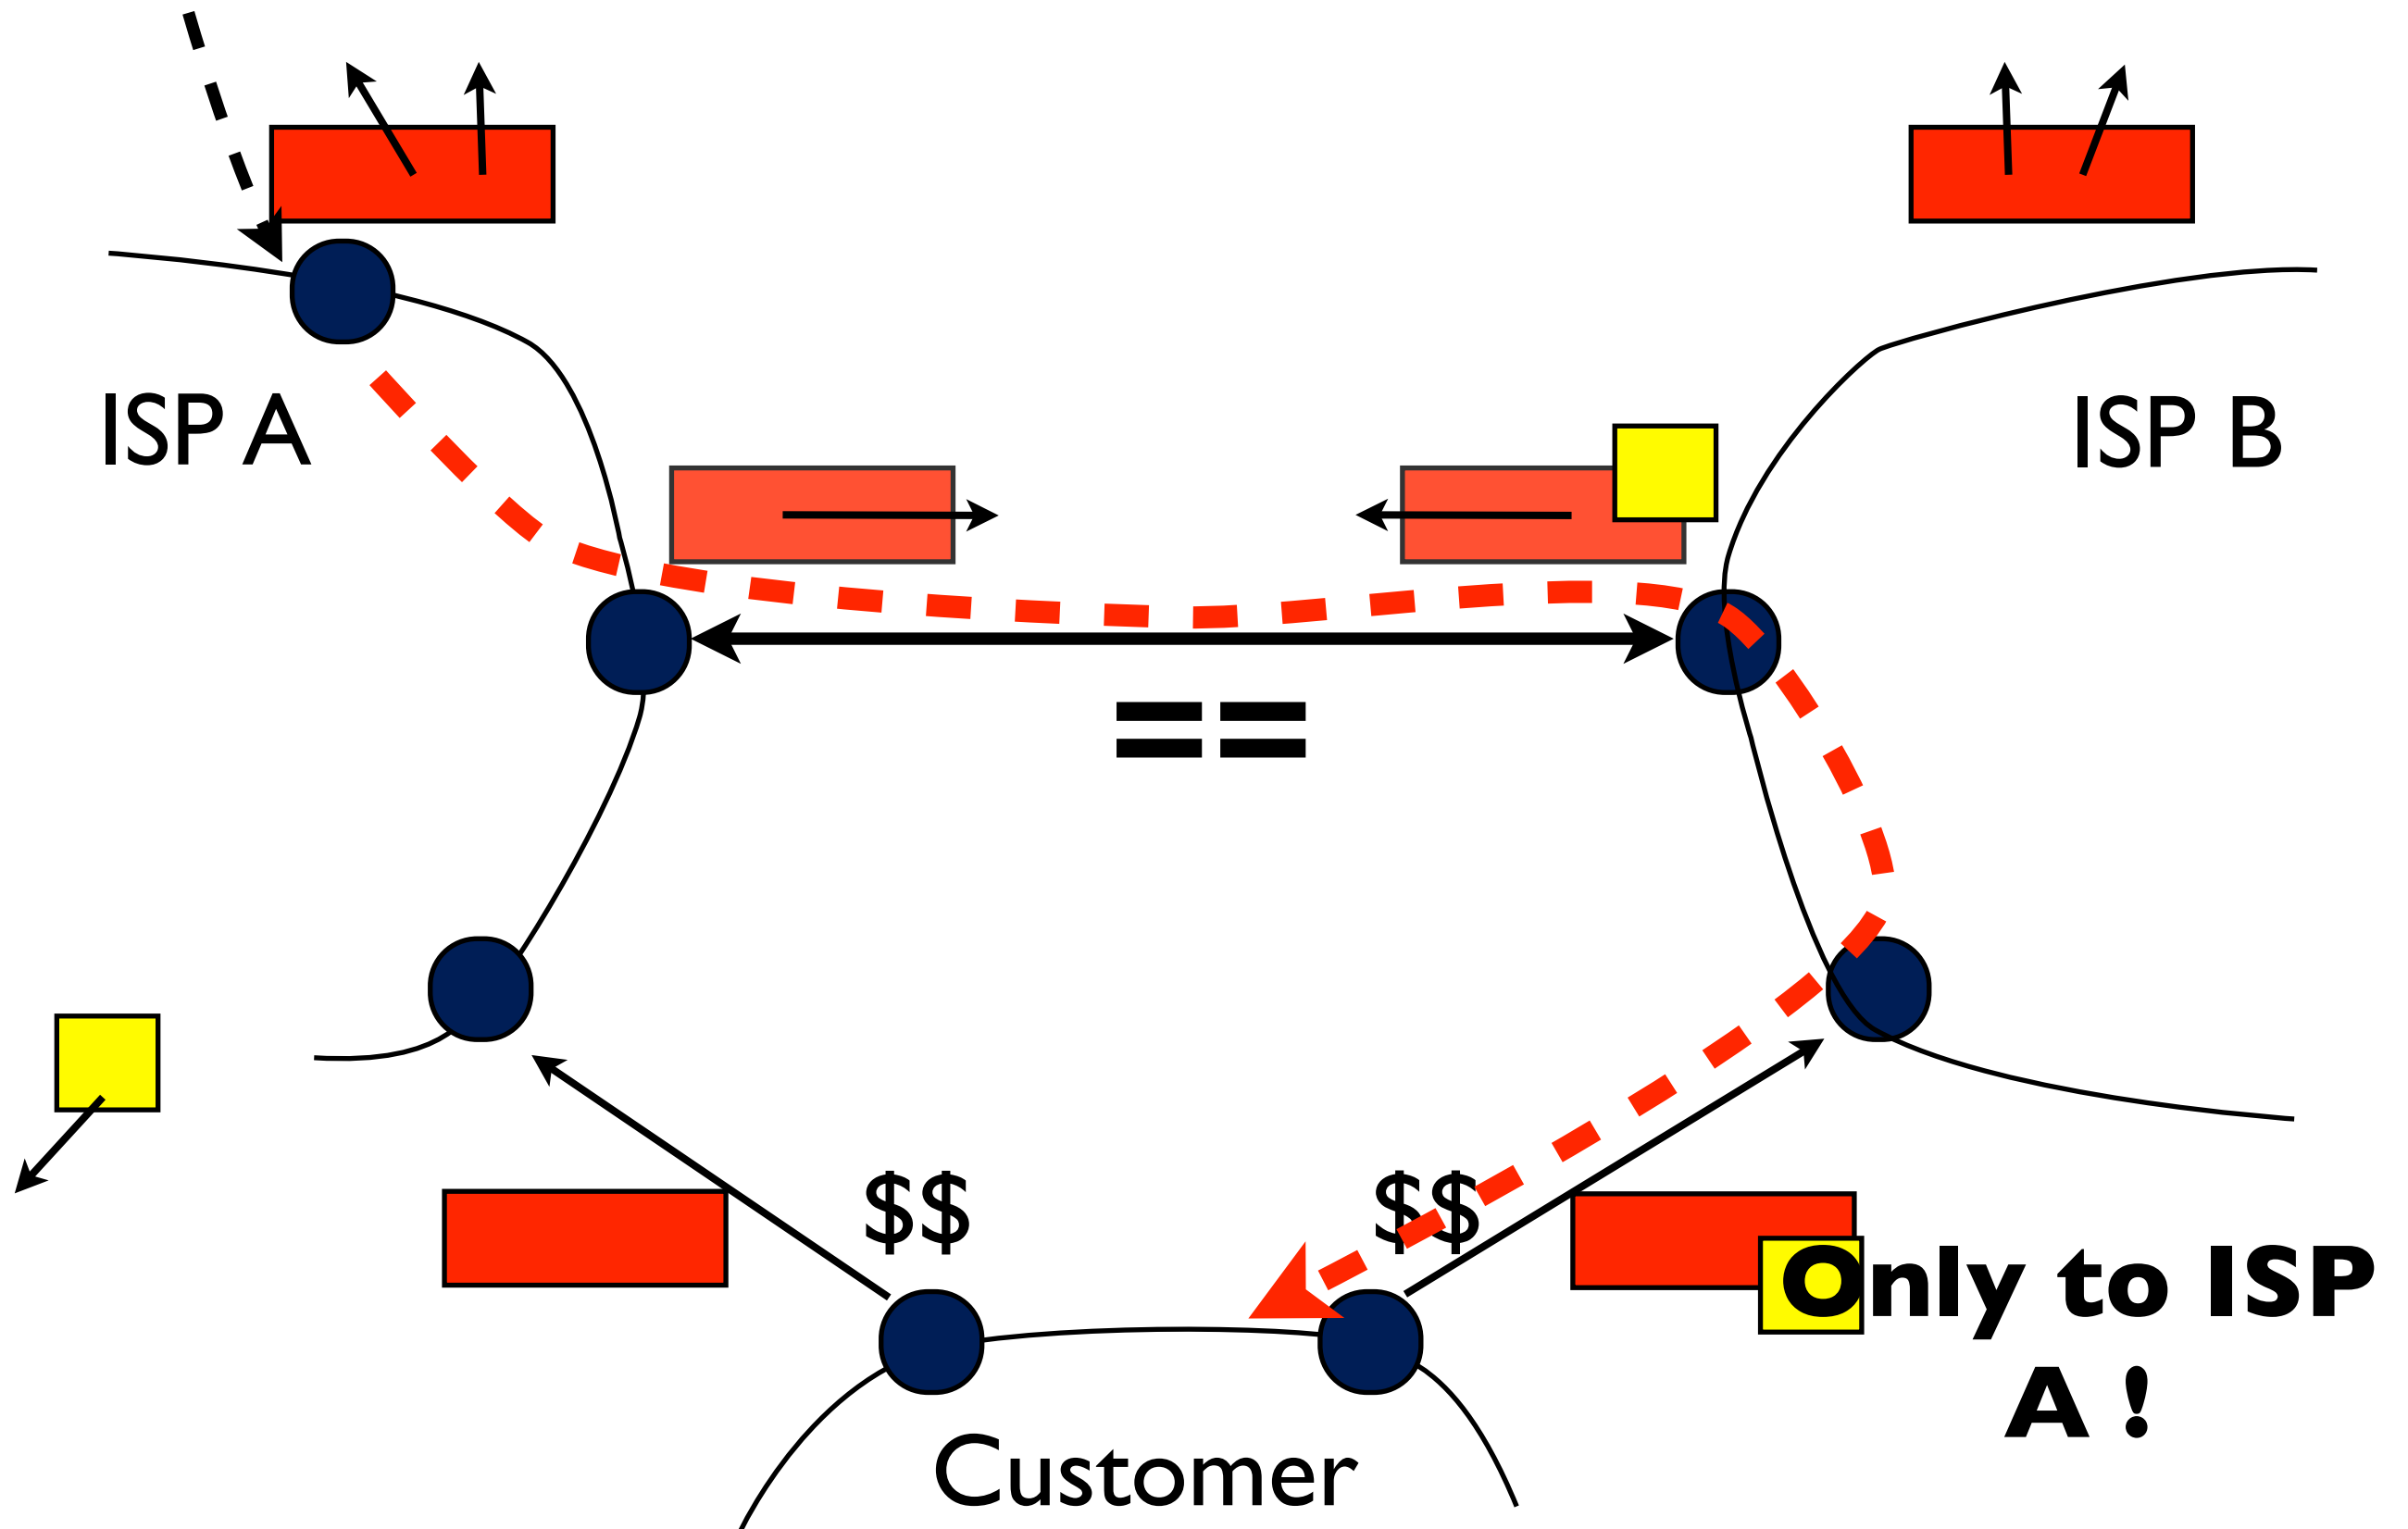 ISP A
ISP B
==
$$
$$
Only to ISP
A !
Customer